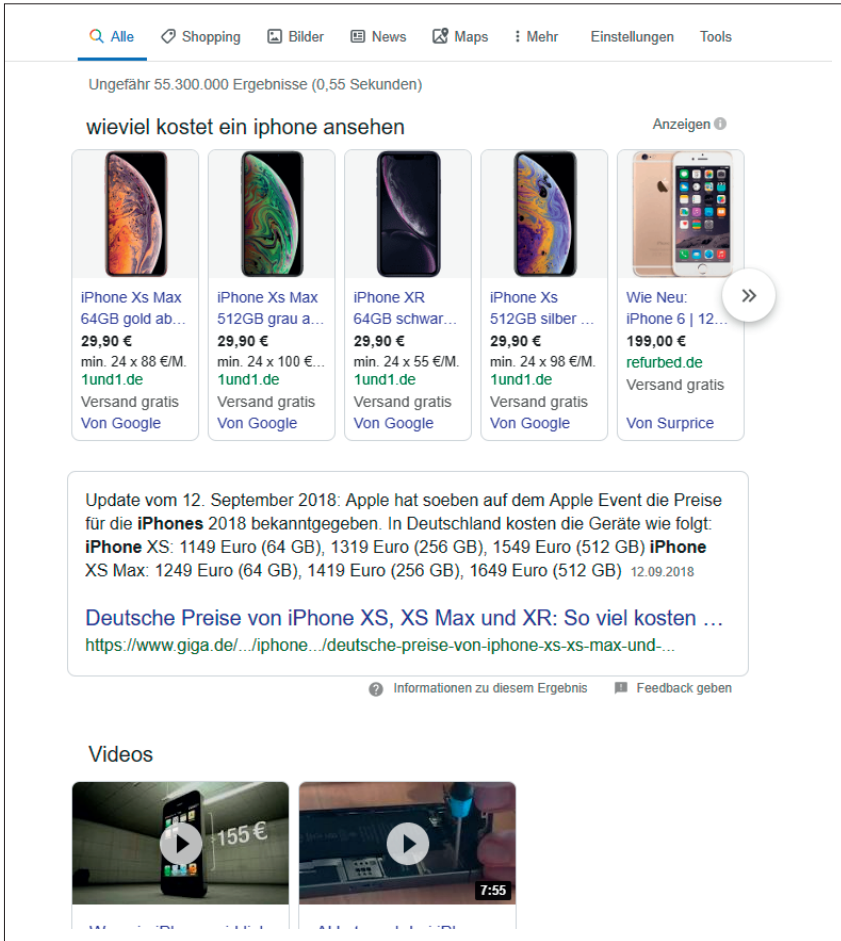 Alle Shopping Bilder News Maps Mehr Einstellungen Tools
Ungefähr 55.300.000 Ergebnisse (0,55 Sekunden)
wieviel kostet ein iphone ansehen
Anzeigen
iPhone Xs Max
64GB gold ab...
29,90 €
min. 24 x 88 €/M.
1und1.de
Versand gratis
Von Google
iPhone Xs Max
512GB grau a...
29,90 €
min. 24 x 100 €...
1und1.de
Versand gratis
Von Google
iPhone XR
64GB schwar...
29,90 €
min. 24 x 55 €/M.
1und1.de
Versand gratis
Von Google
iPhone Xs
512GB silber ...
29,90 €
min. 24 x 98 €/M.
1und1.de
Versand gratis
Von Google
Wie Neu:
iPhone 6 | 12...
199,00 €
refurbed.de
Versand gratis
Von Surprice
Update vom 12. September 2018: Apple hat soeben auf dem Apple Event die Preise
für die iPhones 2018 bekanntgegeben. In Deutschland kosten die Geräte wie folgt:
iPhone XS: 1149 Euro (64 GB), 1319 Euro (256 GB), 1549 Euro (512 GB) iPhone
XS Max: 1249 Euro (64 GB), 1419 Euro (256 GB), 1649 Euro (512 GB) 12.09.2018
Deutsche Preise von iPhone XS, XS Max und XR: So viel kosten ...
https://www.giga.de/.../iphone.../deutsche-preise-von-iphone-xs-xs-max-und-...
Informationen zu diesem Ergebnis Feedback geben
Videos
155 €
7:55